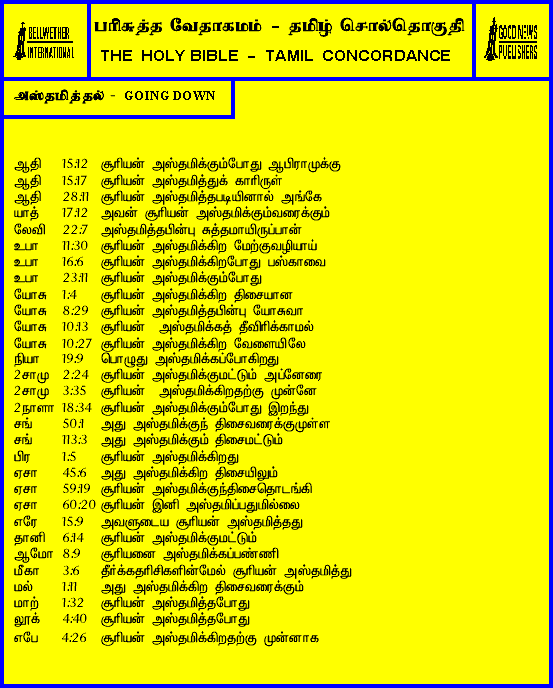 BELLWETHER
INTERNATIONAL
பரிசுத்த வேதாகமம் - தமிழ் சொல்தொகுதி
THE HOLY BIBLE - TAMIL CONCORDANCE
GOOD NEWS
PUBLISHERS
அஸ்தமித்தல் - GOING DOWN
ஆதி 15:12 சூரியன் அஸ்தமிக்கும்போது ஆபிராமுக்கு
ஆதி 15:17 சூரியன் அஸ்தமித்துக் காரிருள்
ஆதி 28:11 சூரியன் அஸ்தமித்தபடியினால் அங்கே
யாத் 17:12 அவன் சூரியன் அஸ்தமிக்கும்வரைக்கும்
லேவி 22:7 அஸ்தமித்தபின்பு சுத்தமாயிருப்பான்
உபா 11:30 சூரியன் அஸ்தமிக்கிற மேற்குவழியாய்
உபா 16:6 சூரியன் அஸ்தமிக்கிறபோது பஸ்காவை
உபா 23:11 சூரியன் அஸ்தமிக்கும்போது
யோசு 1:4 சூரியன் அஸ்தமிக்கிற திசையான
யோசு 8:29 சூரியன் அஸ்தமித்தபின்பு யோசுவா
யோசு 10:13 சூரியன் அஸ்தமிக்கத் தீவிரிக்காமல்
யோசு 10:27 சூரியன் அஸ்தமிக்கிற வேளையிலே
நியா 19:9 பொழுது அஸ்தமிக்கப்போகிறது
2சாமு 2:24 சூரியன் அஸ்தமிக்குமட்டும் அப்னேரை
2சாமு 3:35 சூரியன் அஸ்தமிக்கிறதற்கு முன்னே
2நாளா 18:34 சூரியன் அஸ்தமிக்கும்போது இறந்து
சங் 50:1 அது அஸ்தமிக்குந் திசைவரைக்குமுள்ள
சங் 113:3 அது அஸ்தமிக்கும் திசைமட்டும்
பிர 1:5 சூரியன் அஸ்தமிக்கிறது
ஏசா 45:6 அது அஸ்தமிக்கிற திசையிலும்
ஏசா 59:19 சூரியன் அஸ்தமிக்குந்திசைதொடங்கி
ஏசா 60:20 சூரியன் இனி அஸ்தமிப்பதுமில்லை
எரே 15:9 அவளுடைய சூரியன் அஸ்தமித்தது
தானி 6:14 சூரியன் அஸ்தமிக்குமட்டும்
ஆமோ 8:9 சூரியனை அஸ்தமிக்கப்பண்ணி
மீகா 3:6 தீர்க்கதரிசிகளின்மேல் சூரியன் அஸ்தமித்து
மல் 1:11 அது அஸ்தமிக்கிற திசைவரைக்கும்
மாற் 1:32 சூரியன் அஸ்தமித்தபோது
லூக் 4:40 சூரியன் அஸ்தமித்தபோது
எபே 4:26 சூரியன் அஸ்தமிக்கிறதற்கு முன்னாக